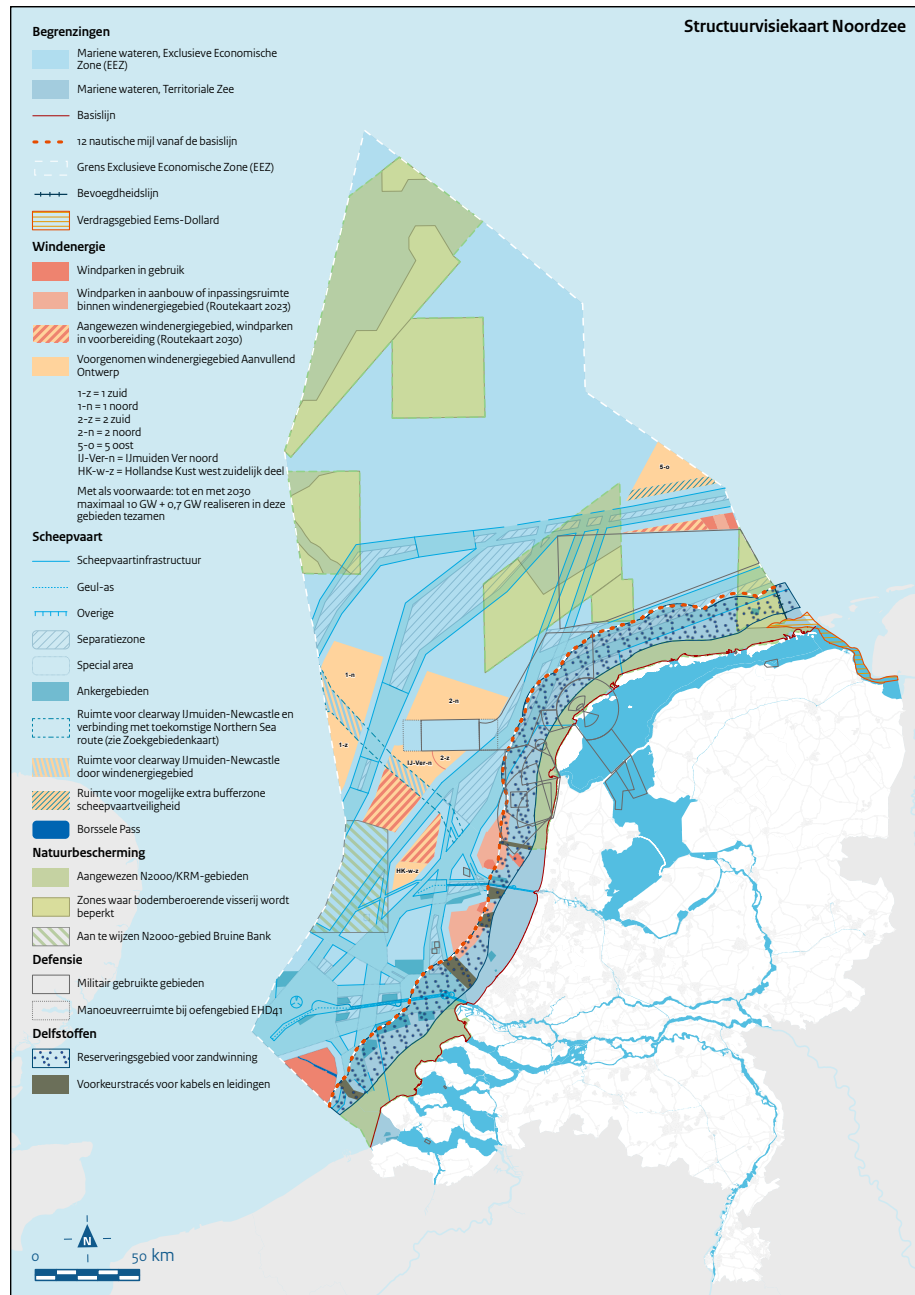 Structuurvisiekaart Noordzee
Begrenzingen
Mariene wateren, Exclusieve Economische
Zone (EEZ)
Mariene wateren, Territoriale Zee
Basislijn
12 nautische mijl vanaf de basislijn
Grens Exclusieve Economische Zone (EEZ)
Bevoegdheidslijn
Verdragsgebied Eems-Dollard
Windenergie
Windparken in gebruik
Windparken in aanbouw of inpassingsruimte
binnen windenergiegebied (Routekaart 2023)
Aangewezen windenergiegebied, windparken
in voorbereiding (Routekaart 2030)
Voorgenomen windenergiegebied Aanvullend
Ontwerp
1-z = 1 zuid
1-n = 1 noord
2-z = 2 zuid
2-n = 2 noord
5-o = 5 oost
IJ-Ver-n = IJmuiden Ver noord
HK-w-z = Hollandse Kust west zuidelijk deel
Met als voorwaarde: tot en met 2030
maximaal 10 GW + 0,7 GW realiseren in deze
gebieden tezamen
Scheepvaart
Scheepvaartinfrastructuur
Geul-as
Overige
Separatiezone
Special area
Ankergebieden
Ruimte voor clearway IJmuiden-Newcastle en
verbinding met toekomstige Northern Sea
route (zie Zoekgebiedenkaart)
Ruimte voor clearway IJmuiden-Newcastle
door windenergiegebied
Ruimte voor mogelijke extra bufferzone
scheepvaartveiligheid
Borssele Pass
Natuurbescherming
Aangewezen N2000/KRM-gebieden
Zones waar bodemberoerende visserij wordt
beperkt
Aan te wijzen N2000-gebied Bruine Bank
Defensie
Militair gebruikte gebieden
Manoeuvreerruimte bij oefengebied EHD41
Delfstoffen
Reserveringsgebied voor zandwinning
Voorkeurstracés voor kabels en leidingen
5-o
1-n
2-n
1-z
IJ-Ver-n
2-z
HK-w-z
N
0 50 km